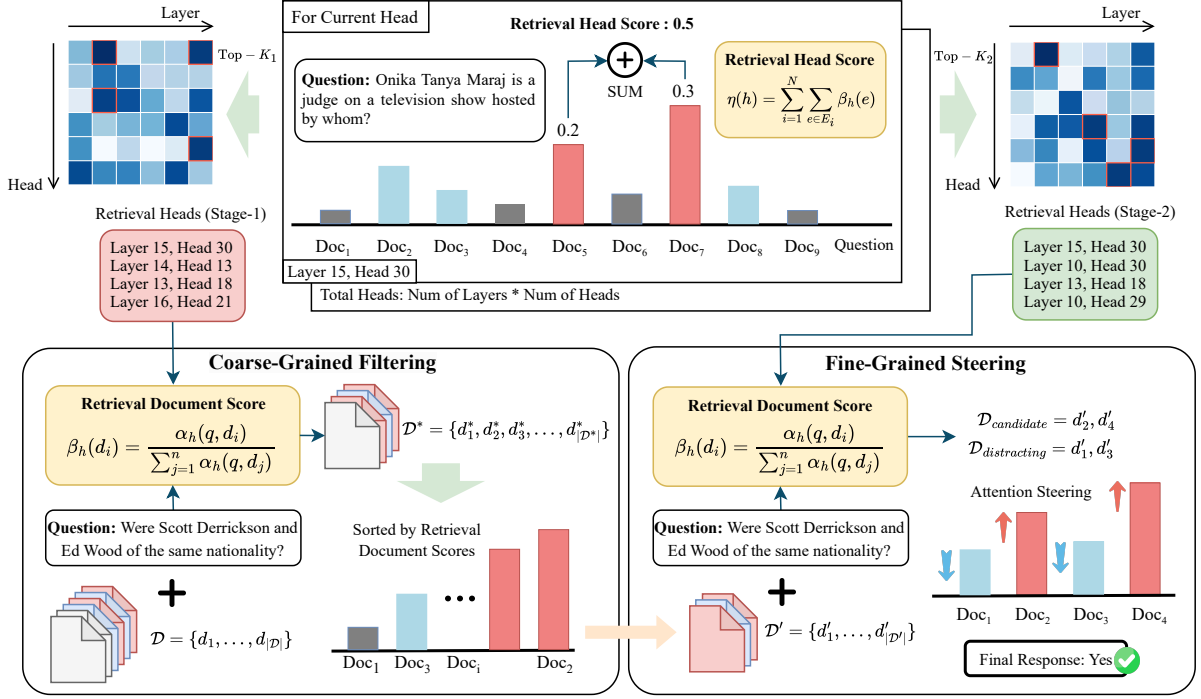 Layer
Top − K₁
Head
Retrieval Heads (Stage-1)
Layer 15, Head 30
Layer 14, Head 13
Layer 13, Head 18
Layer 16, Head 21
For Current Head
Retrieval Head Score : 0.5
Question: Onika Tanya Maraj is a
judge on a television show hosted
by whom?
SUM
0.2
0.3
Retrieval Head Score
η(h) = ∑_{i=1}^{N} ∑_{e∈E_i} β_h(e)
Doc₁ Doc₂ Doc₃ Doc₄ Doc₅ Doc₆ Doc₇ Doc₈ Doc₉ Question
Layer 15, Head 30
Total Heads: Num of Layers * Num of Heads
Layer
Top − K₂
Head
Retrieval Heads (Stage-2)
Layer 15, Head 30
Layer 10, Head 30
Layer 13, Head 18
Layer 10, Head 29
Coarse-Grained Filtering
Retrieval Document Score
β_h(d_i) = α_h(q, d_i) / ∑_{j=1}^{n} α_h(q, d_j)
𝒟* = {d₁*, d₂*, d₃*, . . . , d*_{|𝒟*|}}
Question: Were Scott Derrickson and
Ed Wood of the same nationality?
+
𝒟 = {d₁, . . . , d_{|𝒟|}}
Sorted by Retrieval
Document Scores
Doc₁ Doc₃ Docᵢ Doc₂
Fine-Grained Steering
Retrieval Document Score
β_h(d_i) = α_h(q, d_i) / ∑_{j=1}^{n} α_h(q, d_j)
𝒟_{candidate} = d′₂, d′₄
𝒟_{distracting} = d′₁, d′₃
Question: Were Scott Derrickson and
Ed Wood of the same nationality?
+
𝒟′ = {d′₁, . . . , d′_{|𝒟′|}}
Attention Steering
Doc₁ Doc₂ Doc₃ Doc₄
Final Response: Yes